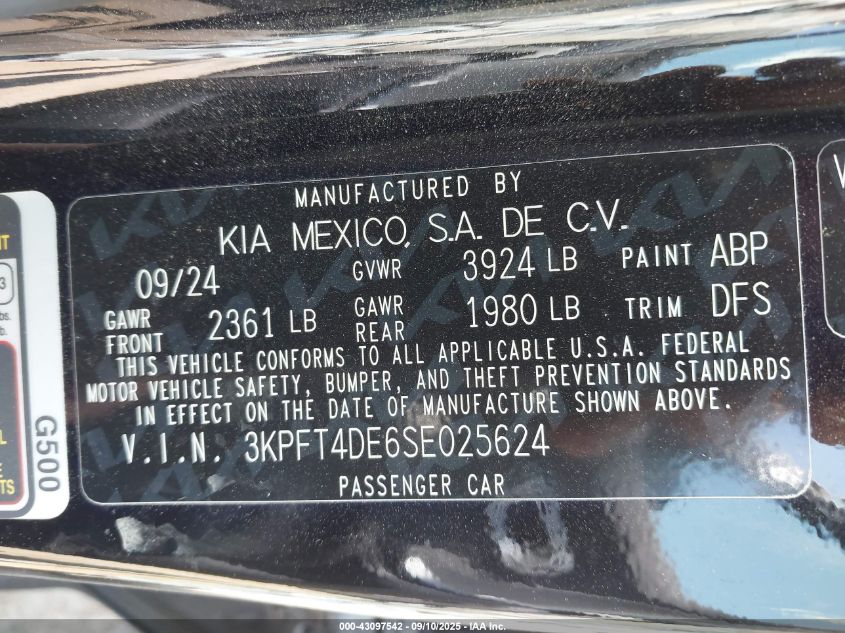 MANUFACTURED BY
KIA MEXICO, S.A. DE C.V.
09/24 GVWR 3924 LB PAINT ABP
GAWR FRONT 2361 LB GAWR REAR 1980 LB TRIM DFS
THIS VEHICLE CONFORMS TO ALL APPLICABLE U.S.A. FEDERAL
MOTOR VEHICLE SAFETY, BUMPER, AND THEFT PREVENTION STANDARDS
IN EFFECT ON THE DATE OF MANUFACTURE SHOWN ABOVE.
V.I.N. 3KPFT4DE6SE025624
PASSENGER CAR
G500
000-43097542 - 09/10/2025 - IAA Inc.